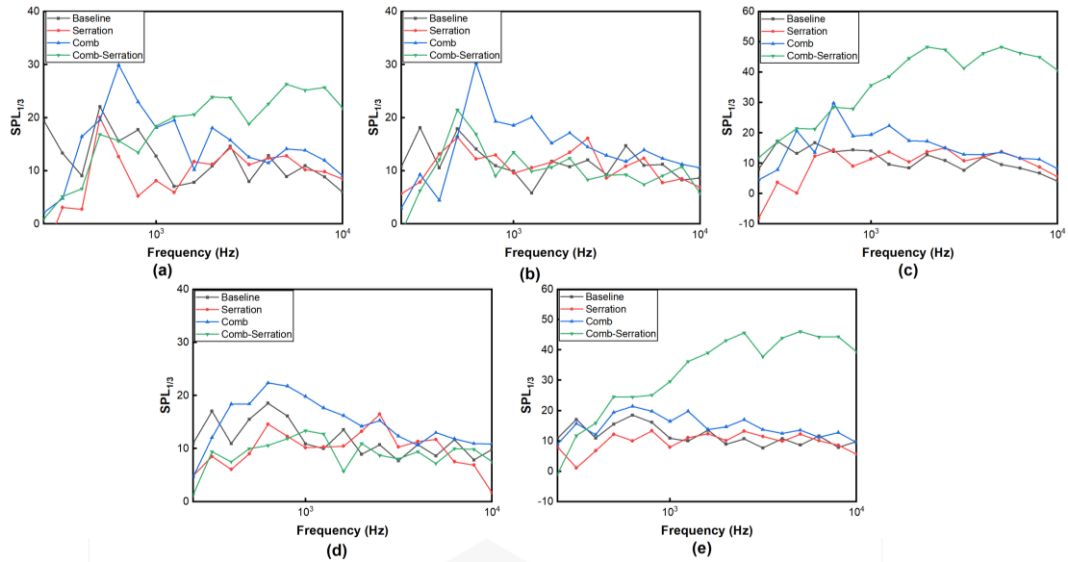 40
30
20
10
0
SPL1/3
Baseline
Serration
Comb
Comb-Serration
10³
10⁴
Frequency (Hz)
(a)
40
30
20
10
0
SPL1/3
Baseline
Serration
Comb
Comb-Serration
10³
10⁴
Frequency (Hz)
(b)
60
50
40
30
20
10
0
-10
SPL1/3
Baseline
Serration
Comb
Comb-Serration
10³
10⁴
Frequency (Hz)
(c)
40
30
20
10
0
SPL1/3
Baseline
Serration
Comb
Comb-Serration
10³
10⁴
Frequency (Hz)
(d)
60
50
40
30
20
10
0
-10
SPL1/3
Baseline
Serration
Comb
Comb-Serration
10³
10⁴
Frequency (Hz)
(e)